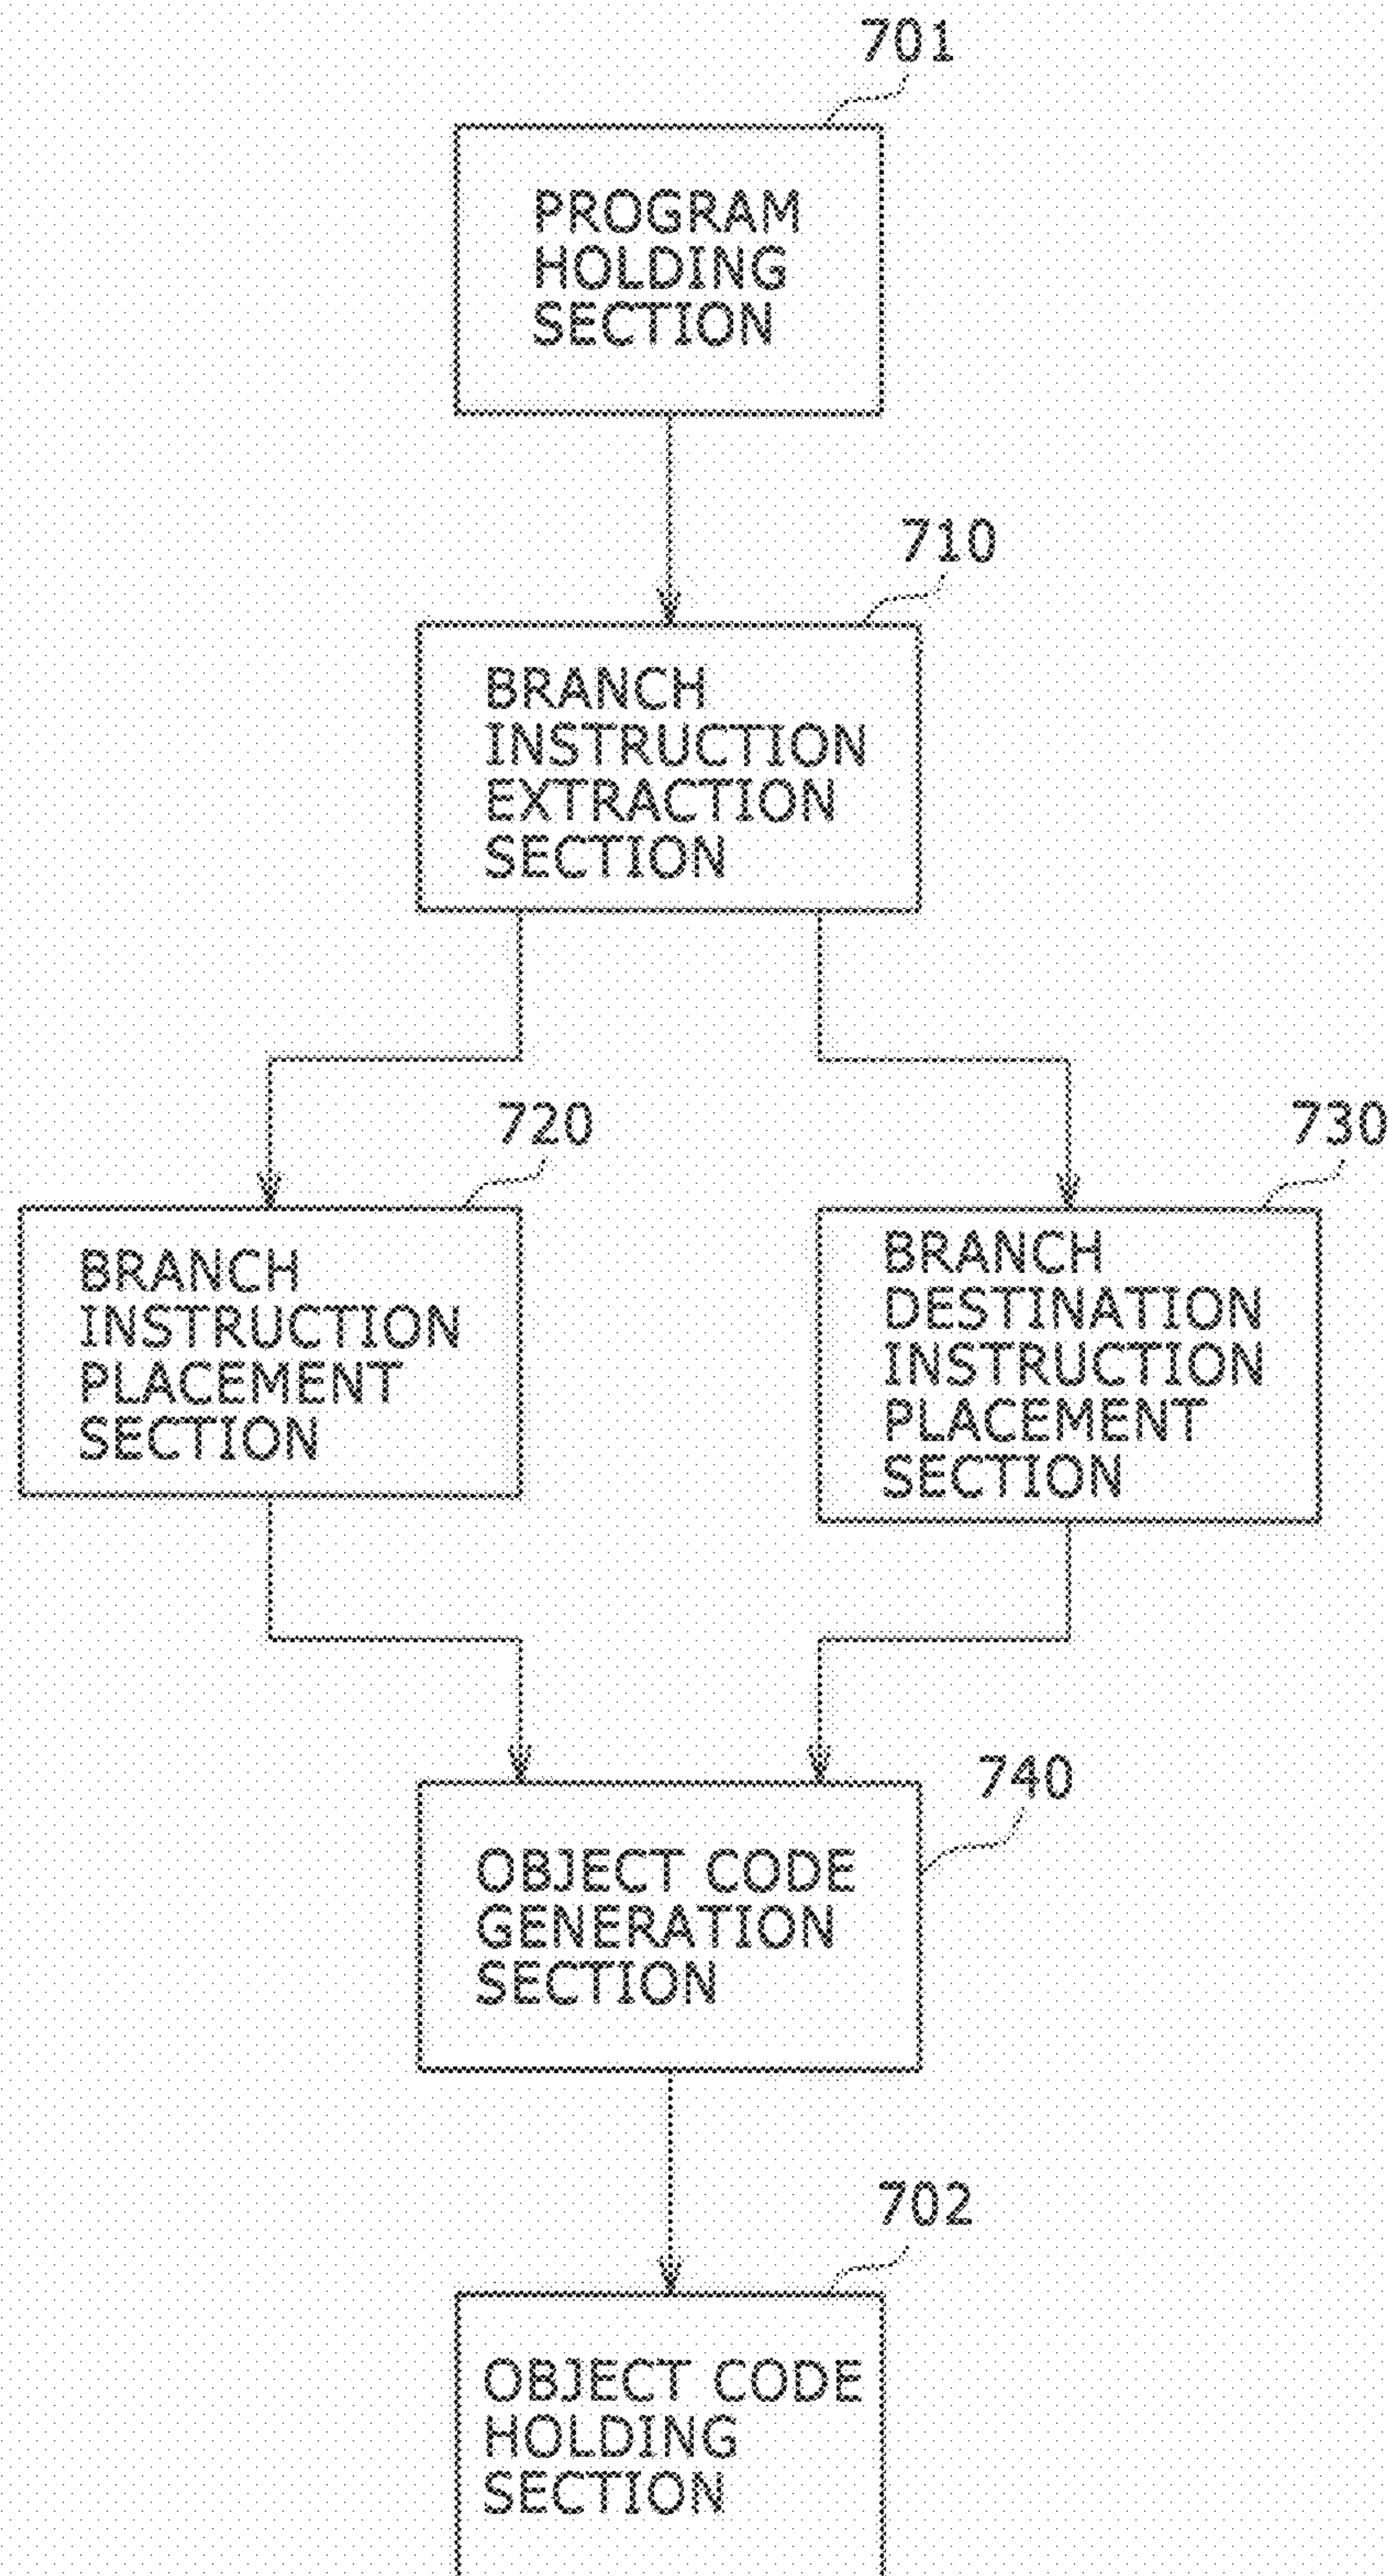 701
PROGRAM
HOLDING
SECTION
710
BRANCH
INSTRUCTION
EXTRACTION
SECTION
720
BRANCH
INSTRUCTION
PLACEMENT
SECTION
730
BRANCH
DESTINATION
INSTRUCTION
PLACEMENT
SECTION
740
OBJECT CODE
GENERATION
SECTION
702
OBJECT CODE
HOLDING
SECTION